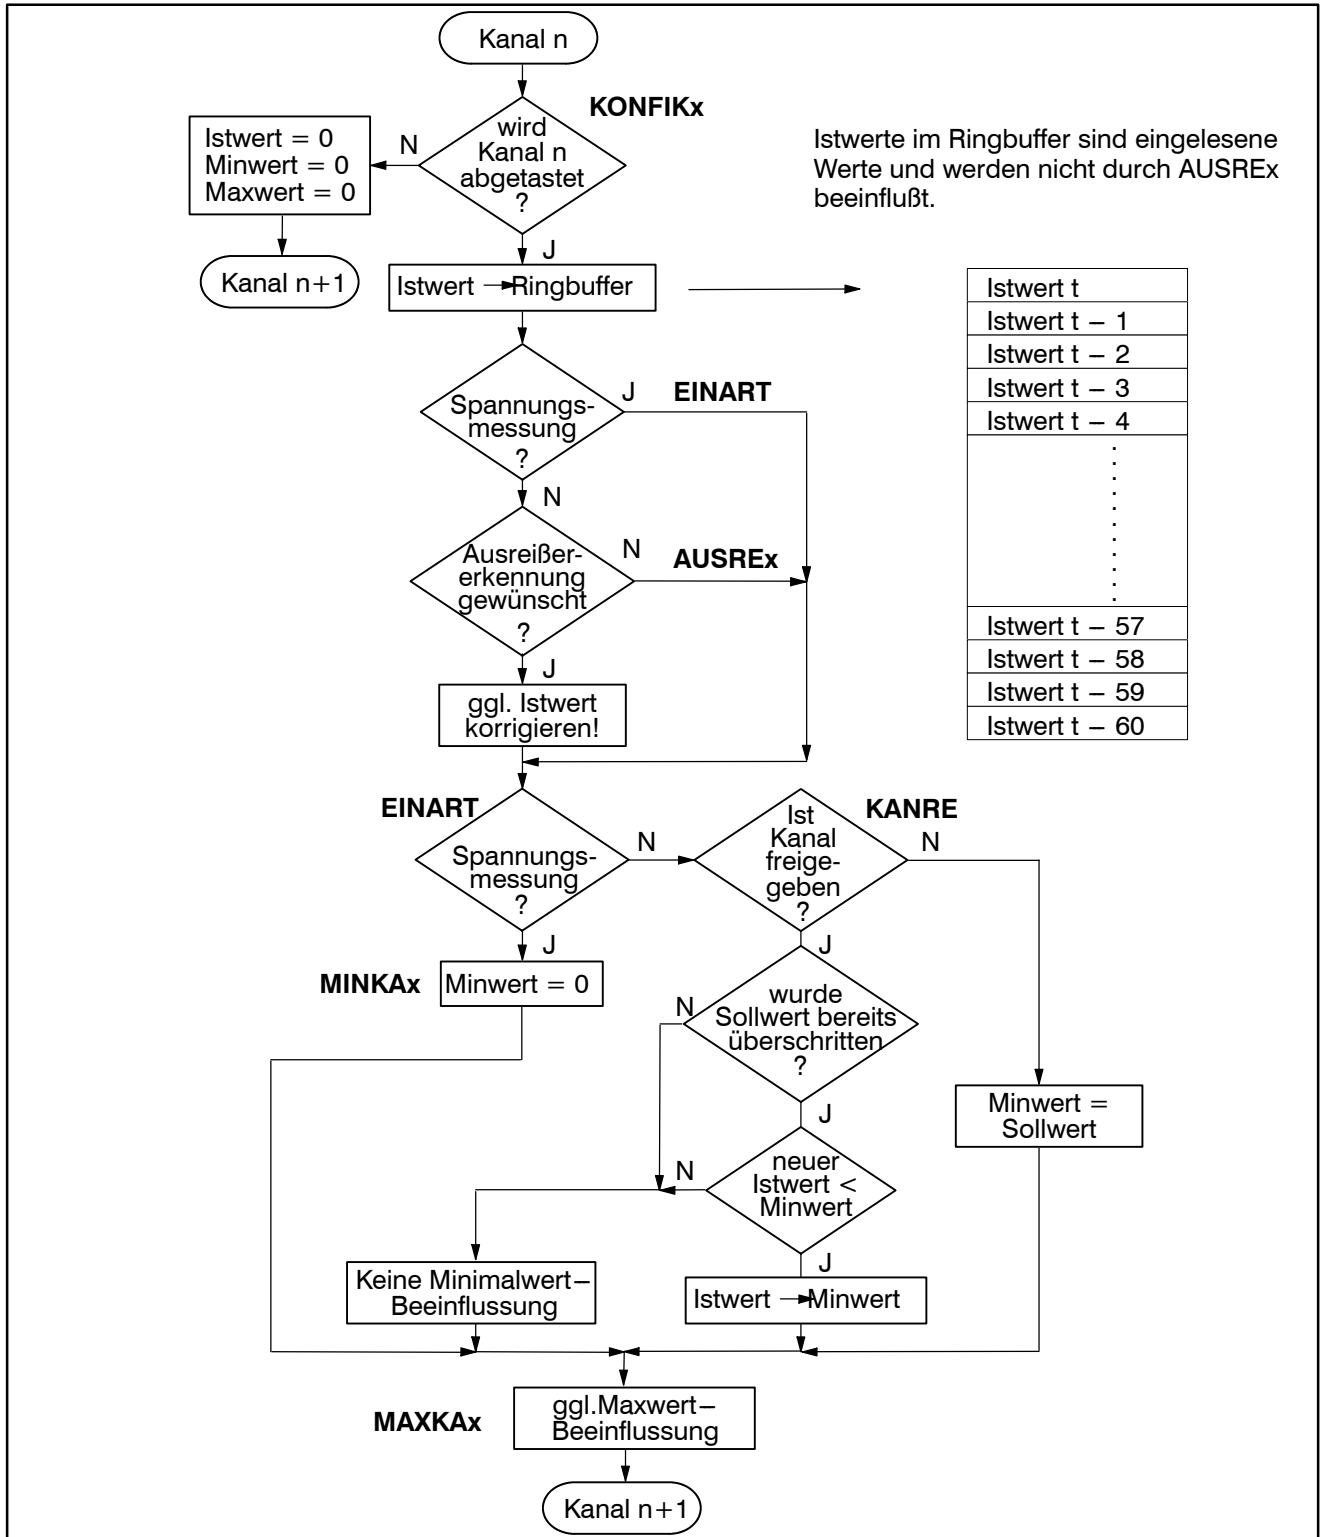 Kanal n
KONFIKx
wird
Kanal n
abgetastet
?
N
Istwert = 0
Minwert = 0
Maxwert = 0
Kanal n+1
J
Istwerte im Ringbuffer sind eingelesene
Werte und werden nicht durch AUSREx
beeinflußt.
Istwert Ringbuffer
Istwert t
Istwert t – 1
Istwert t – 2
Istwert t – 3
Istwert t – 4
.
.
.
.
.
.
.
.
.
.
.
Istwert t – 57
Istwert t – 58
Istwert t – 59
Istwert t – 60
Spannungs-
messung
?
J
EINART
N
Ausreißer-
erkennung
gewünscht
?
N
AUSREx
J
ggl. Istwert
korrigieren!
EINART
Spannungs-
messung
?
N
J
KANRE
Ist
Kanal
freige-
geben
?
N
J
MINKAx
Minwert = 0
wurde
Sollwert bereits
überschritten
?
N
J
Minwert =
Sollwert
neuer
Istwert <
Minwert
N
J
Keine Minimalwert–
Beeinflussung
Istwert Minwert
MAXKAx
ggl.Maxwert–
Beeinflussung
Kanal n+1